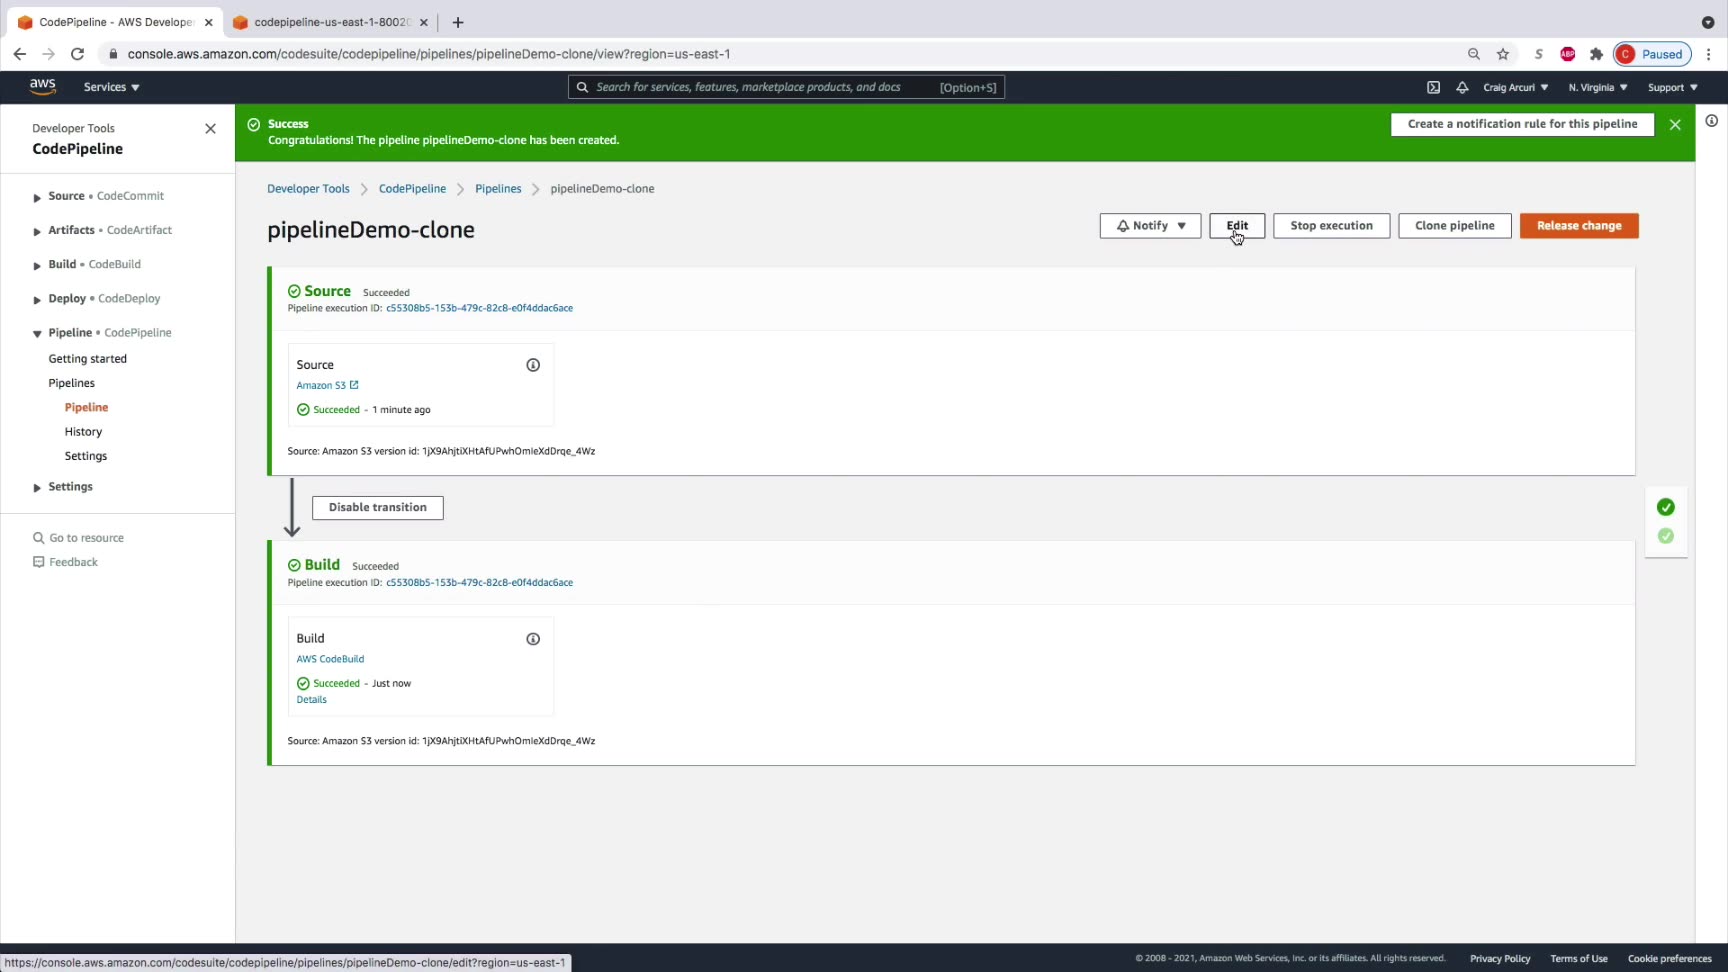 CodePipeline - AWS Develope
codepipeline-us-east-1-80020
console.aws.amazon.com/codesuite/codepipeline/pipelines/pipelineDemo-clone/view?region=us-east-1
S
ABP
C Paused
aws
Services
Search for services, features, marketplace products, and docs [Option+S]
Craig Arcuri
N. Virginia
Support
Developer Tools
CodePipeline
Source • CodeCommit
Artifacts • CodeArtifact
Build • CodeBuild
Deploy • CodeDeploy
Pipeline • CodePipeline
Getting started
Pipelines
Pipeline
History
Settings
Settings
Go to resource
Feedback
Success
Congratulations! The pipeline pipelineDemo-clone has been created.
Create a notification rule for this pipeline
Developer Tools
CodePipeline
Pipelines
pipelineDemo-clone
pipelineDemo-clone
Notify
Edit
Stop execution
Clone pipeline
Release change
Source Succeeded
Pipeline execution ID: c55308b5-153b-479c-82c8-e0f4ddac6ace
Source
Amazon S3
Succeeded - 1 minute ago
Source: Amazon S3 version id: 1jX9AhjtiXHtAfUPwhOmIeXdDrqe_4Wz
Disable transition
Build Succeeded
Pipeline execution ID: c55308b5-153b-479c-82c8-e0f4ddac6ace
Build
AWS CodeBuild
Succeeded - Just now
Details
Source: Amazon S3 version id: 1jX9AhjtiXHtAfUPwhOmIeXdDrqe_4Wz
https://console.aws.amazon.com/codesuite/codepipeline/pipelines/pipelineDemo-clone/edit?region=us-east-1
© 2008 - 2021, Amazon Web Services, Inc. or its affiliates. All rights reserved.
Privacy Policy
Terms of Use
Cookie preferences